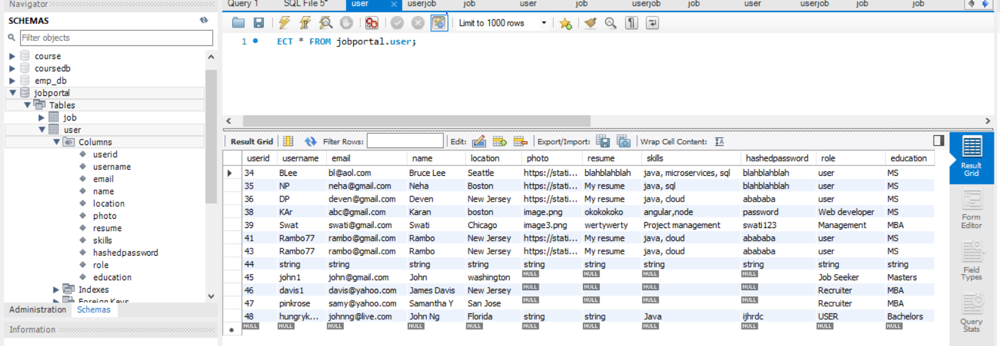 Navigator
SCHEMAS
Filter objects
course
coursedb
emp_db
jobportal
Tables
job
user
Columns
userid
username
email
name
location
photo
resume
skills
hashedpassword
role
education
Indexes
Foreign Keys
Administration Schemas
Information
Query 1 SQL File 5* user userjob job user job userjob job user userjob job job
Limit to 1000 rows
1 ECT * FROM jobportal.user;
Result Grid Filter Rows: Edit: Export/Import: Wrap Cell Content:
userid username email name location photo resume skills hashedpassword role education
34 BLee bl@aol.com Bruce Lee Seattle https://stati... blahblahblah java, microservices, sql blahblahblah user MS
35 NP neha@gmail.com Neha Boston https://stati... My resume java, sql blahblahblah user MS
36 DP deven@gmail.com Deven New Jersey https://stati... My resume java, cloud abababa user MS
38 KAr abc@gmail.com Karan boston image.png okokokoko angular,node password Web developer MS
39 Swat swati@gmail.com Swati Chicago image3.png wertywerty Project management swati123 Management MBA
41 Rambo77 rambo@gmail.com Rambo New Jersey https://stati... My resume java, cloud abababa user MS
43 Rambo77 rambo@gmail.com Rambo New Jersey https://stati... My resume java, cloud abababa user MS
44 string string string string string string string string string string
45 john1 john@gmail.com John washington NULL NULL NULL NULL Job Seeker Masters
46 davis1 davis@yahoo.com James Davis New Jersey NULL NULL NULL NULL Recruiter MBA
47 pinkrose samy@yahoo.com Samantha Y San Jose NULL NULL NULL NULL Recruiter MBA
48 hungryk... johnng@live.com John Ng Florida string string Java ijhrdc USER Bachelors
NULL NULL NULL NULL NULL NULL NULL NULL NULL NULL NULL
Result
Grid
Form
Editor
Field
Types
Query
Stats